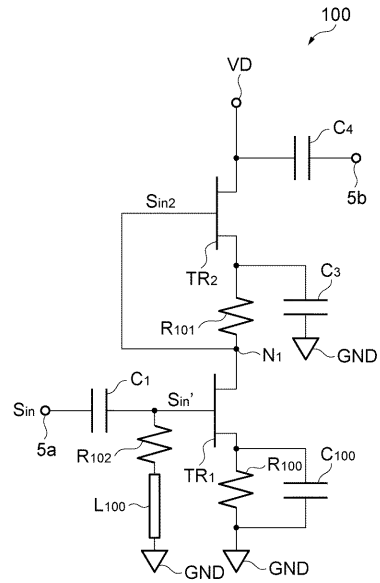 100
VD
C4
5b
Sin2
TR2
C3
R101
N1
GND
C1
Sin
Sin'
5a
R102
TR1
R100
C100
L100
GND
GND